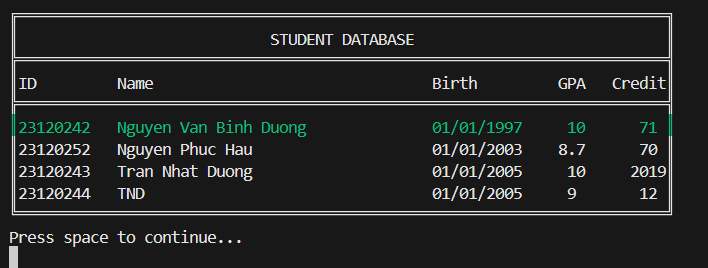 STUDENT DATABASE
ID Name Birth GPA Credit
23120242 Nguyen Van Binh Duong 01/01/1997 10 71
23120252 Nguyen Phuc Hau 01/01/2003 8.7 70
23120243 Tran Nhat Duong 01/01/2005 10 2019
23120244 TND 01/01/2005 9 12
Press space to continue...